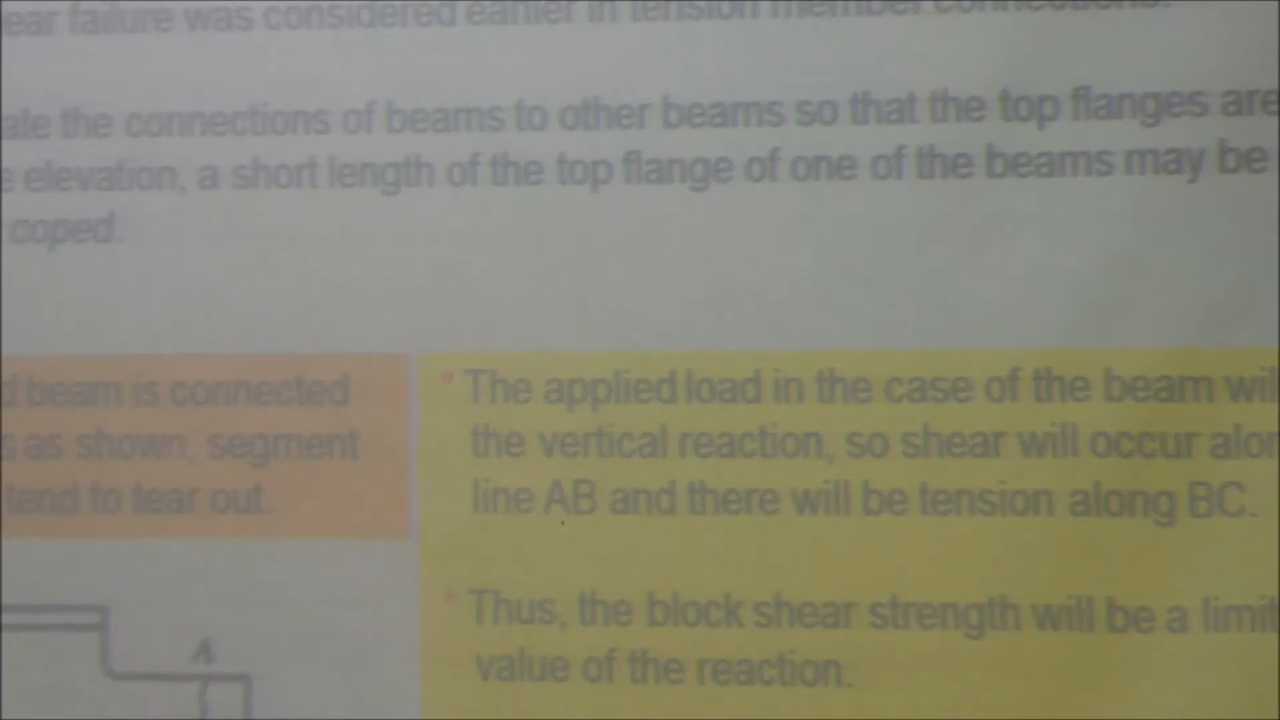 ear failure was considered earlier in tension member connections.
ate the connections of beams to other beams so that the top flanges are
e elevation, a short length of the top flange of one of the beams may be
coped.
d beam is connected
s as shown, segment
tend to tear out.
* The applied load in the case of the beam wil
the vertical reaction, so shear will occur alon
line AB and there will be tension along BC.
* Thus, the block shear strength will be a limit
value of the reaction.
A